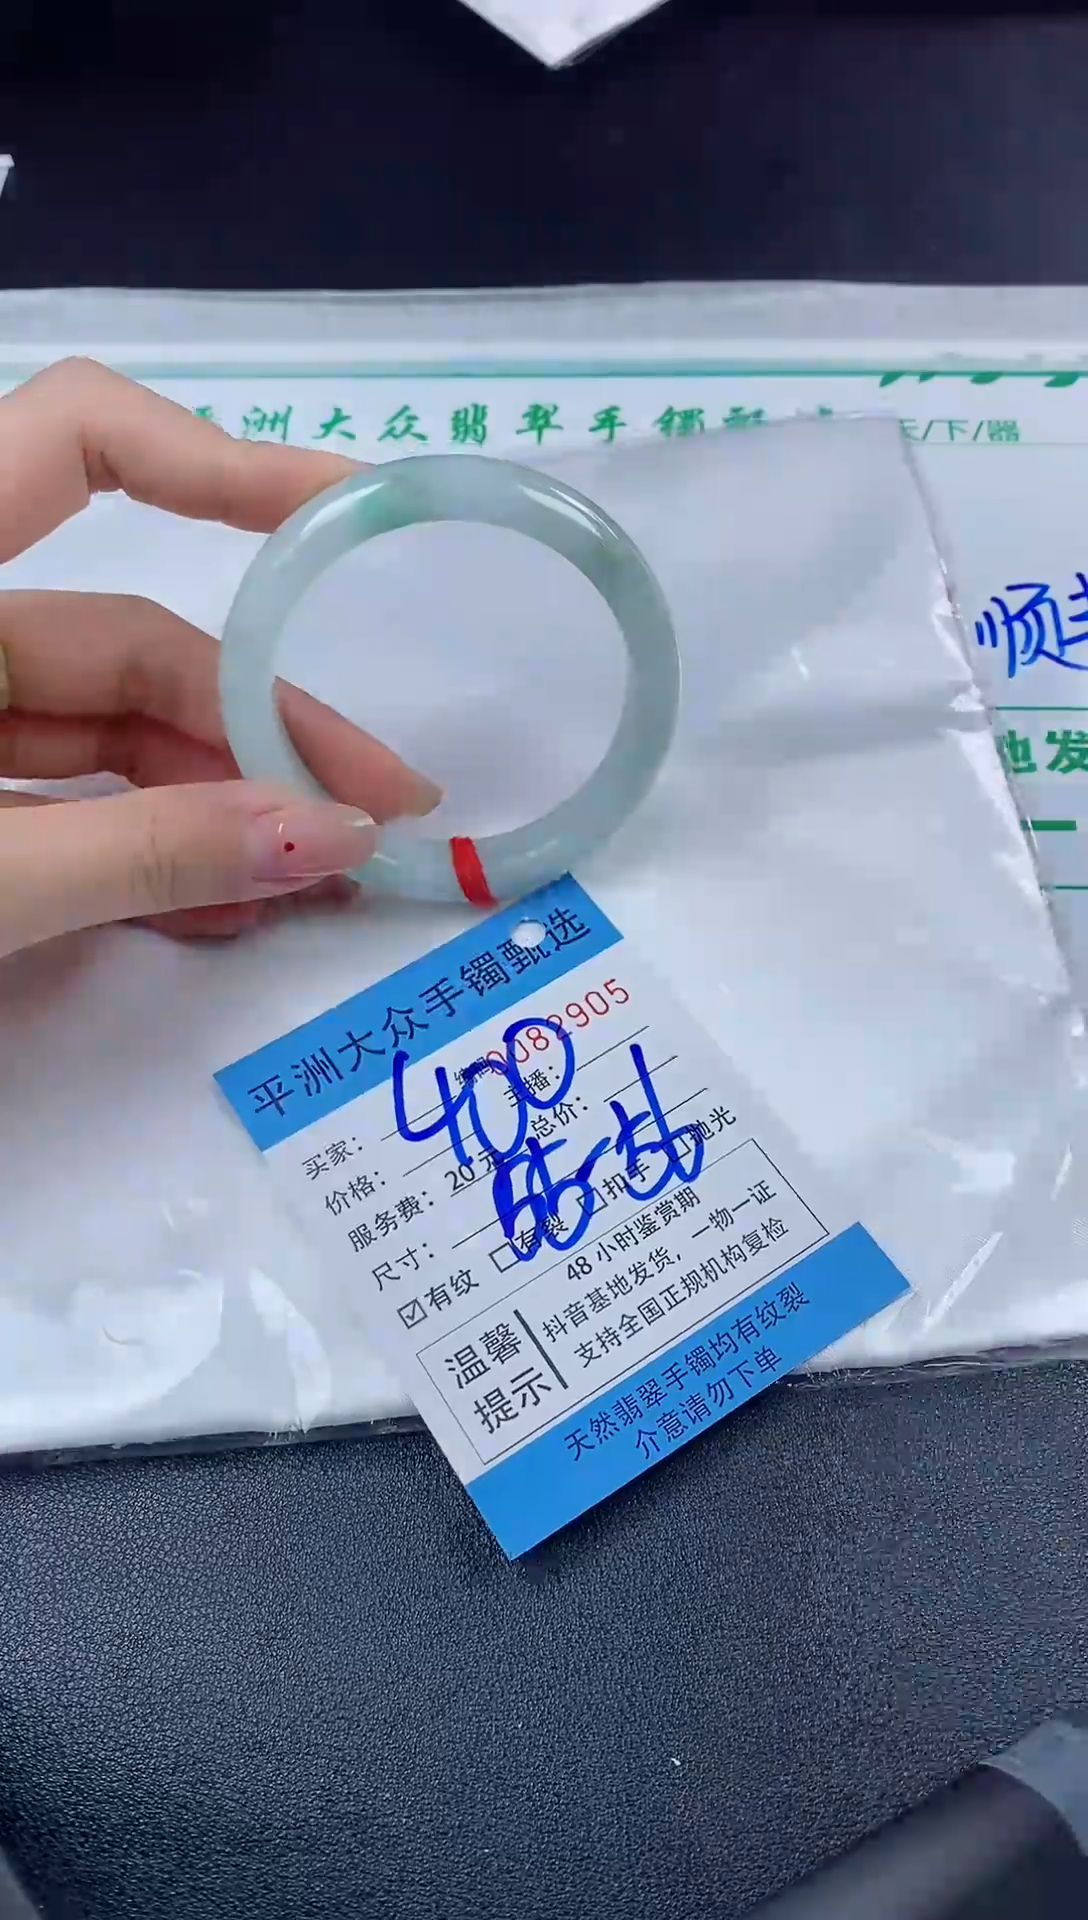 洲大众翡翠手镯甄
天/下/器
顺
地发
平洲大众手镯甄选
0082905
买家:
主播:
价格:
总价:
400
服务费: 20元
尺寸:
☑有纹 □有裂 □扣手 □抛光
温馨提示
48小时鉴赏期
抖音基地发货,一物一证
支持全国正规机构复检
天然翡翠手镯均有纹裂
介意请勿下单